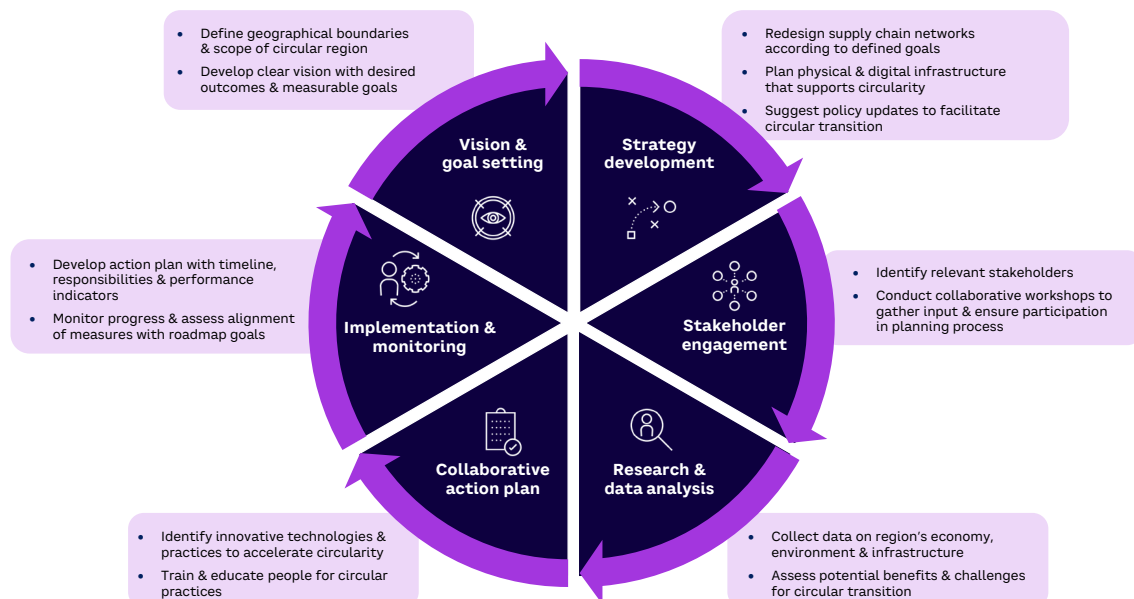 • Define geographical boundaries
& scope of circular region
• Develop clear vision with desired
outcomes & measurable goals
• Redesign supply chain networks
according to defined goals
• Plan physical & digital infrastructure
that supports circularity
• Suggest policy updates to facilitate
circular transition
Vision &
goal setting
Strategy
development
• Develop action plan with timeline,
responsibilities & performance
indicators
• Monitor progress & assess alignment
of measures with roadmap goals
Implementation &
monitoring
Stakeholder
engagement
• Identify relevant stakeholders
• Conduct collaborative workshops to
gather input & ensure participation
in planning process
Collaborative
action plan
Research &
data analysis
• Identify innovative technologies &
practices to accelerate circularity
• Train & educate people for circular
practices
• Collect data on region's economy,
environment & infrastructure
• Assess potential benefits & challenges
for circular transition